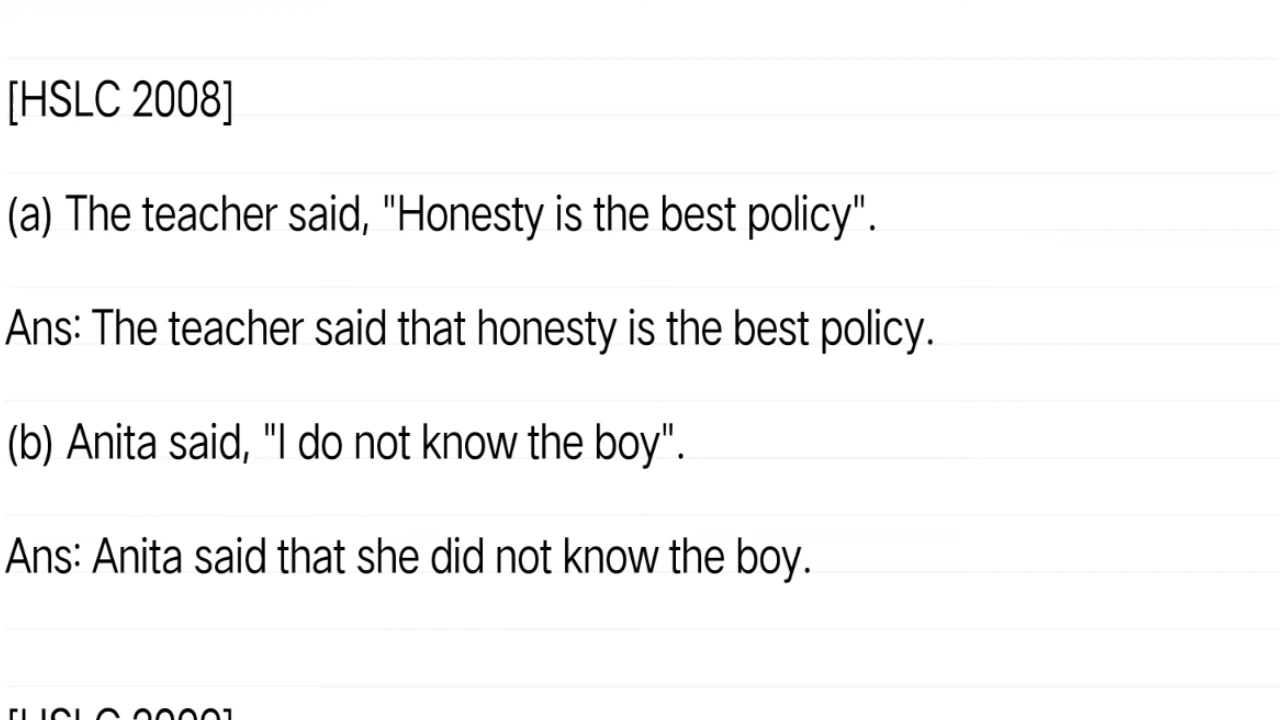 [HSLC 2008]
(a) The teacher said, "Honesty is the best policy".
Ans: The teacher said that honesty is the best policy.
(b) Anita said, "I do not know the boy".
Ans: Anita said that she did not know the boy.